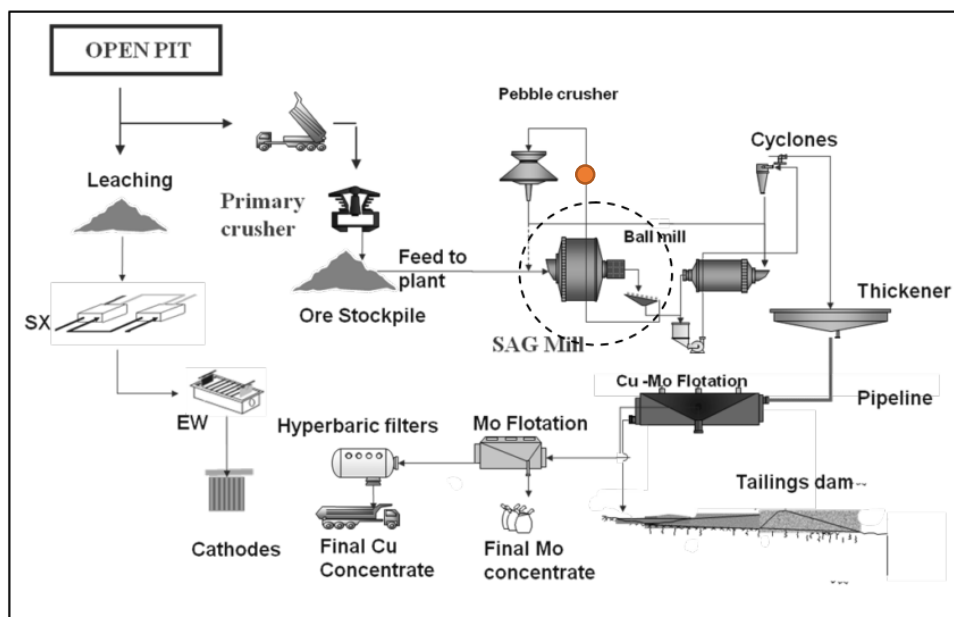 OPEN PIT
Pebble crusher
Cyclones
Leaching
Primary
crusher
Ball mill
Feed to
plant
Thickener
Ore Stockpile
SX
SAG Mill
Cu -Mo Flotation
Pipeline
EW
Hyperbaric filters
Mo Flotation
Tailings dam
Cathodes
Final Cu
Concentrate
Final Mo
concentrate